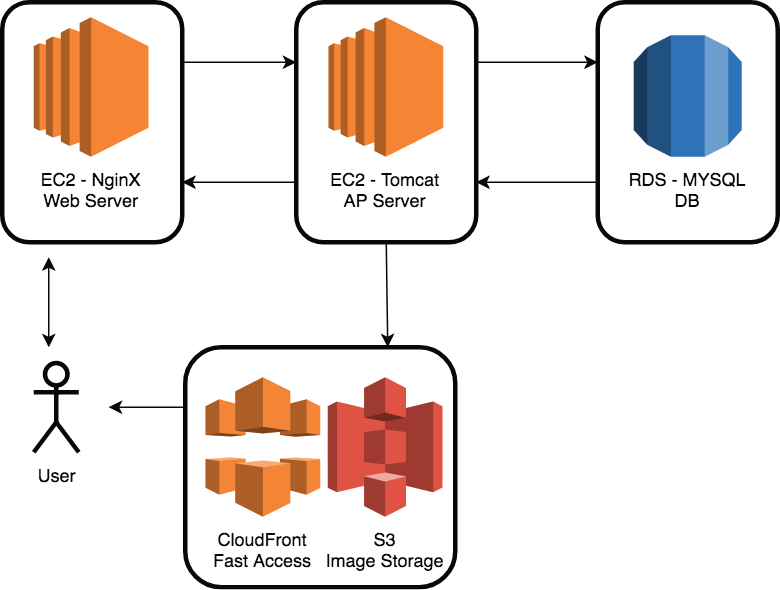 EC2 - NginX
Web Server
EC2 - Tomcat
AP Server
RDS - MYSQL
DB
User
CloudFront
Fast Access
S3
Image Storage